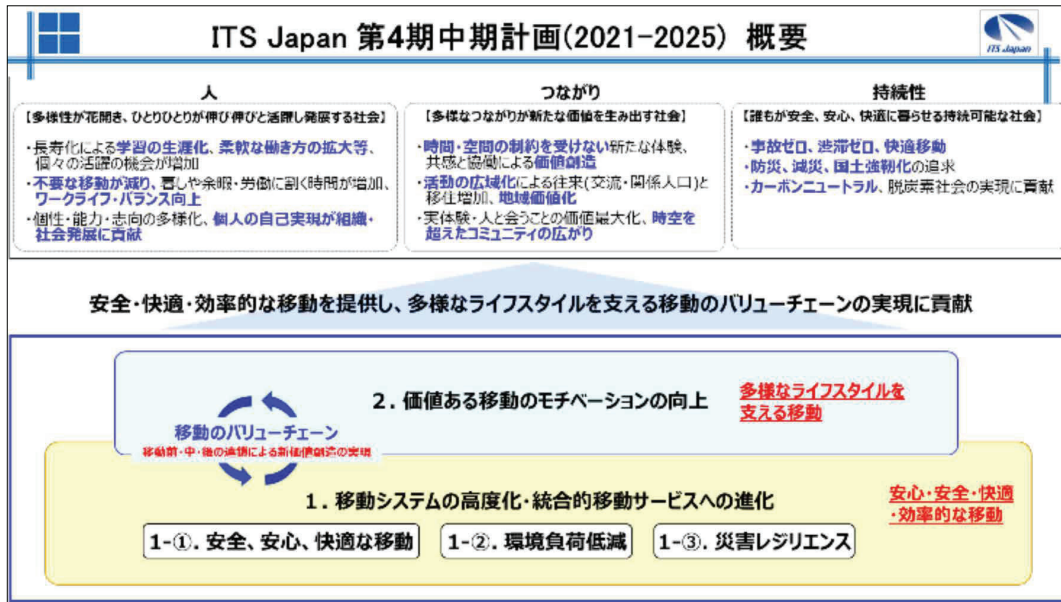 ITS Japan 第4期中期計画(2021-2025) 概要
ITS Japan
人
【多様性が花開き、ひとりひとりが伸び伸びと活躍し発展する社会】
・長寿化による学習の生涯化、柔軟な働き方の拡大等、
個々の活躍の機会が増加
・不要な移動が減り、暮しや余暇・労働に割く時間が増加、
ワークライフ・バランス向上
・個性・能力・志向の多様化、個人の自己実現が組織・
社会発展に貢献
つながり
【多様なつながりが新たな価値を生み出す社会】
・時間・空間の制約を受けない新たな体験、
共感と協働による価値創造
・活動の広域化による往来(交流・関係人口)と
移住増加、地域価値化
・実体験・人と会うことの価値最大化、時空を
超えたコミュニティの広がり
持続性
【誰もが安全、安心、快適に暮らせる持続可能な社会】
・事故ゼロ、渋滞ゼロ、快適移動
・防災、減災、国土強靭化の追求
・カーボンニュートラル、脱炭素社会の実現に貢献
安全・快適・効率的な移動を提供し、多様なライフスタイルを支える移動のバリューチェーンの実現に貢献
2．価値ある移動のモチベーションの向上
多様なライフスタイルを
支える移動
移動のバリューチェーン
移動前・中・後の連鎖による新価値創造の実現
1．移動システムの高度化・統合的移動サービスへの進化
安心・安全・快適
・効率的な移動
1-①．安全、安心、快適な移動
1-②．環境負荷低減
1-③．災害レジリエンス